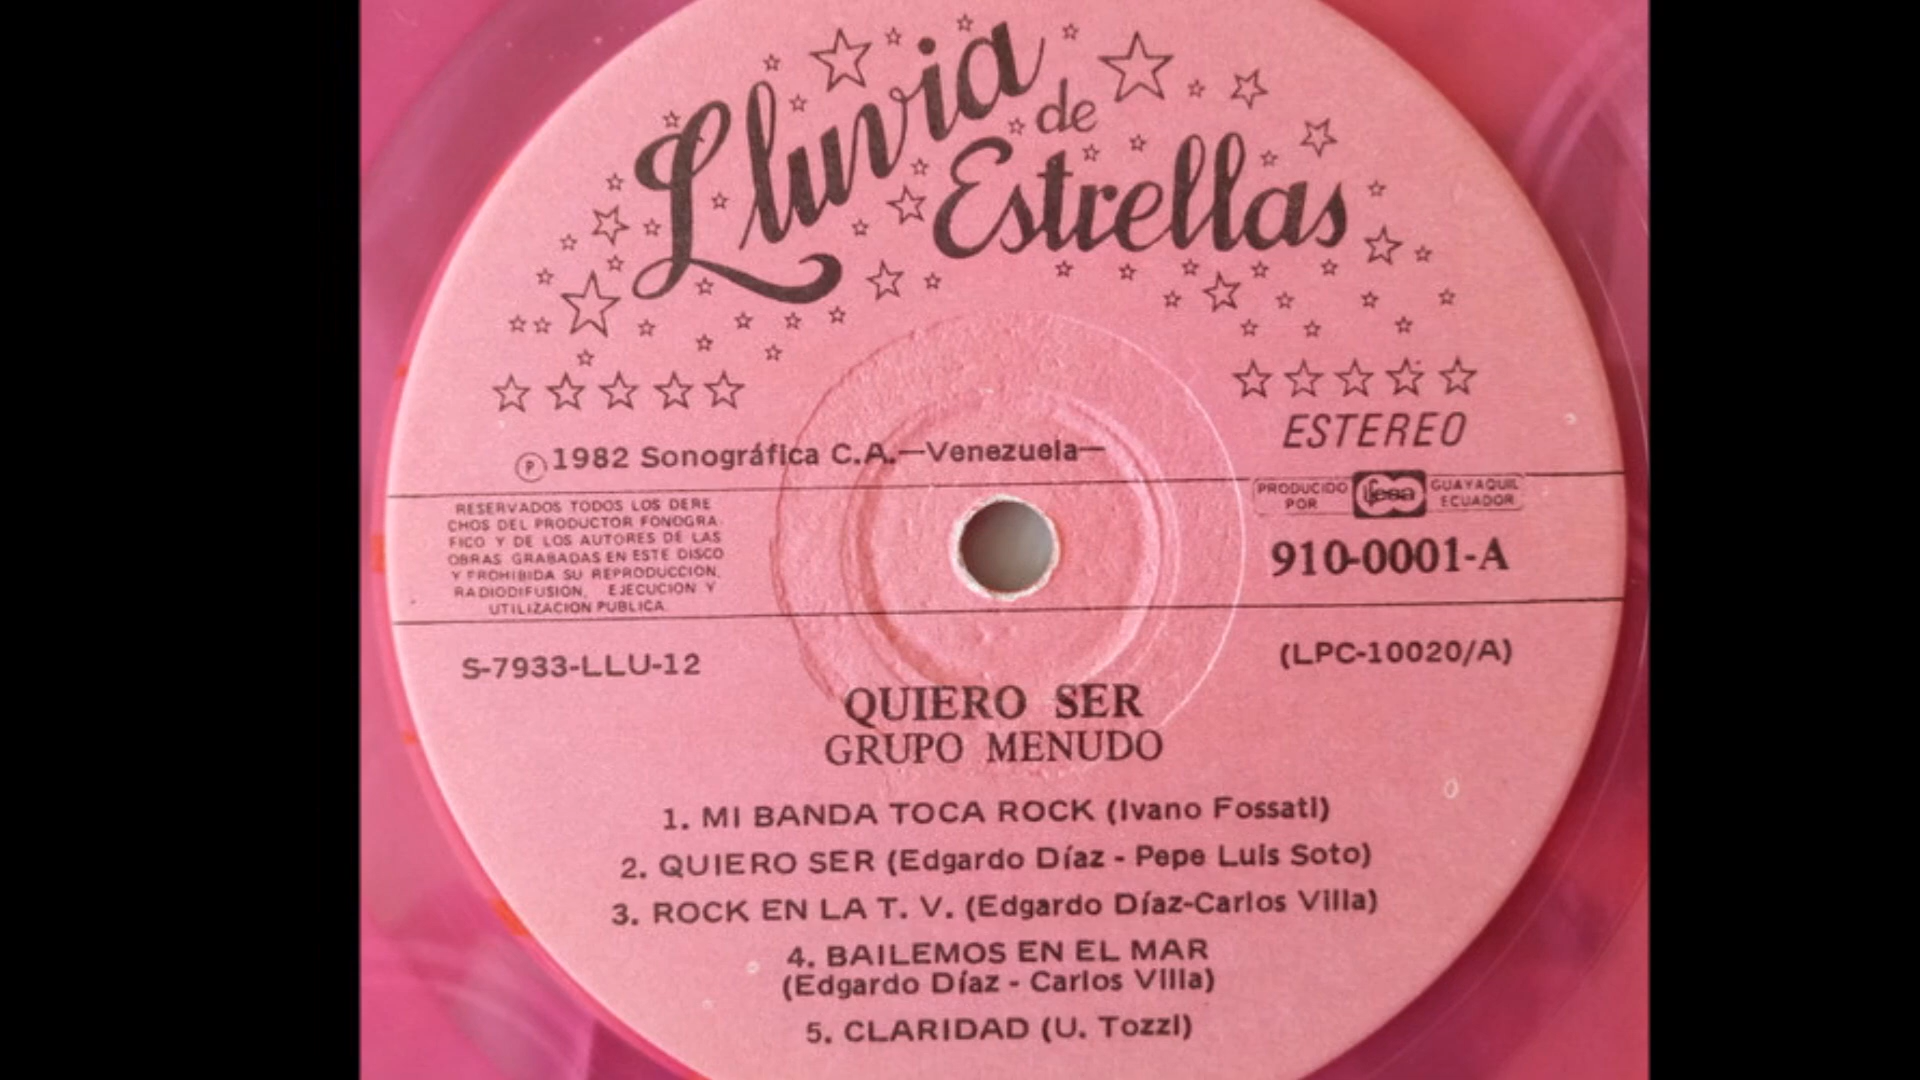 Lluvia
de
Estrellas
ESTEREO
Ⓟ 1982 Sonográfica C.A.—Venezuela—
RESERVADOS TODOS LOS DERE
CHOS DEL PRODUCTOR FONOGRA-
FICO Y DE LOS AUTORES DE LAS
OBRAS GRABADAS EN ESTE DISCO
Y PROHIBIDA SU REPRODUCCION,
RADIODIFUSION, EJECUCION Y
UTILIZACION PUBLICA.
PRODUCIDO
POR
ifesa
GUAYAQUIL
ECUADOR
910-0001-A
S-7933-LLU-12
(LPC-10020/A)
QUIERO SER
GRUPO MENUDO
1. MI BANDA TOCA ROCK (Ivano Fossati)
2. QUIERO SER (Edgardo Díaz - Pepe Luis Soto)
3. ROCK EN LA T. V. (Edgardo Díaz-Carlos Villa)
4. BAILEMOS EN EL MAR
(Edgardo Díaz - Carlos Villa)
5. CLARIDAD (U. Tozzi)